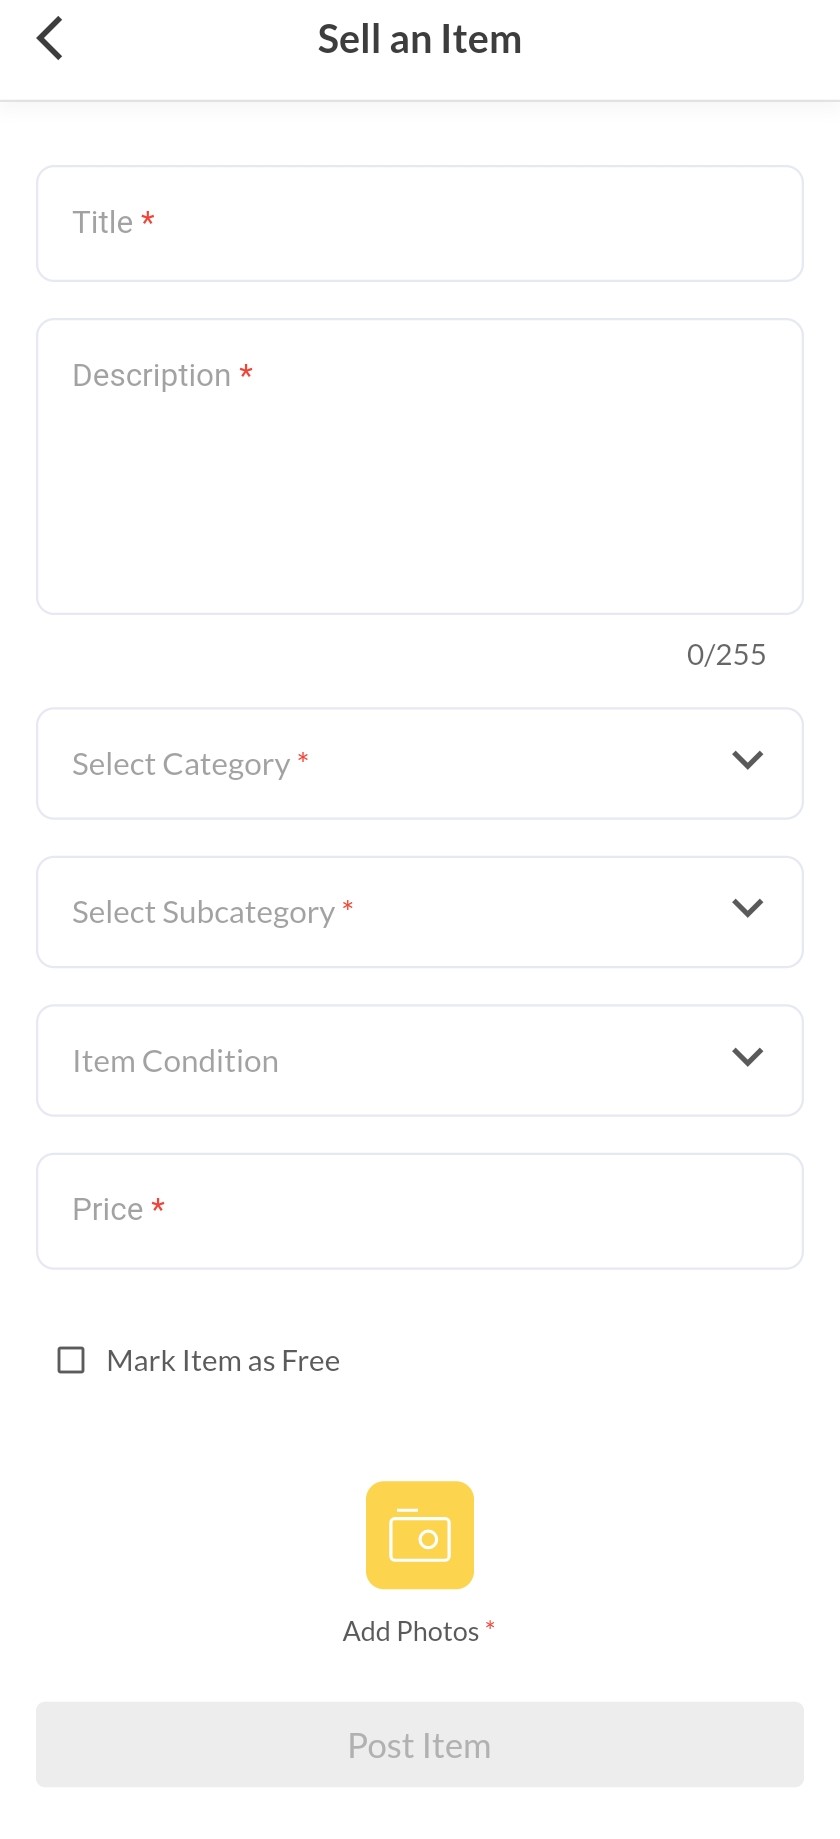 Sell an Item
Title *
Description *
0/255
Select Category *
Select Subcategory *
Item Condition
Price *
Mark Item as Free
Add Photos *
Post Item